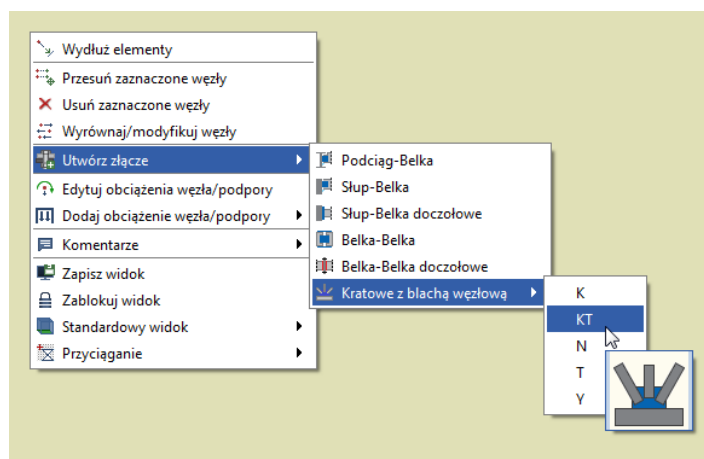 Wydłuż elementy
Przesuń zaznaczone węzły
Usuń zaznaczone węzły
Wyrównaj/modyfikuj węzły
Utwórz złącze
Edytuj obciążenia węzła/podpory
Dodaj obciążenie węzła/podpory
Komentarze
Zapisz widok
Zablokuj widok
Standardowy widok
Przyciąganie
Podciąg-Belka
Słup-Belka
Słup-Belka doczołowe
Belka-Belka
Belka-Belka doczołowe
Kratowe z blachą węzłową
K
KT
N
T
Y